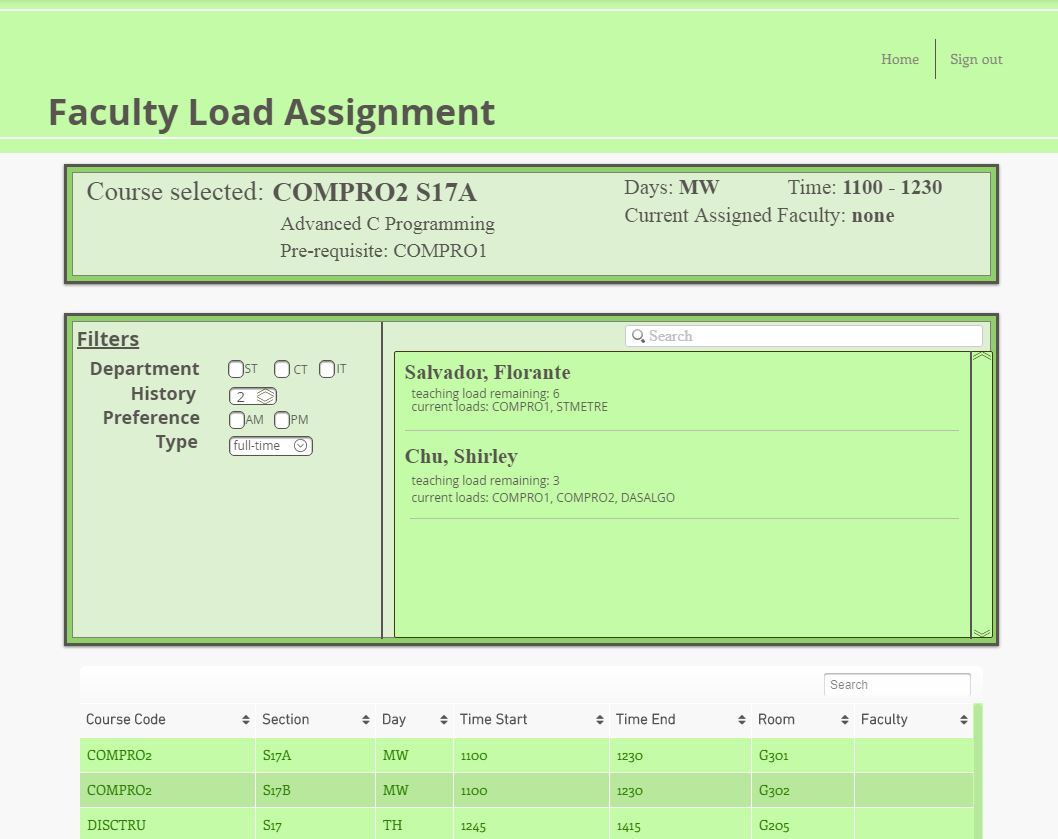 Home Sign out
Faculty Load Assignment
Course selected: COMPRO2 S17A
Days: MW Time: 1100 - 1230
Advanced C Programming
Current Assigned Faculty: none
Pre-requisite: COMPRO1
Filters
Department ST CT IT
History 2
Preference AM PM
Type full-time
Search
Salvador, Florante
teaching load remaining: 6
current loads: COMPRO1, STMETRE
Chu, Shirley
teaching load remaining: 3
current loads: COMPRO1, COMPRO2, DASALGO
Search
Course Code Section Day Time Start Time End Room Faculty
COMPRO2 S17A MW 1100 1230 G301
COMPRO2 S17B MW 1100 1230 G302
DISCTRU S17 TH 1245 1415 G205